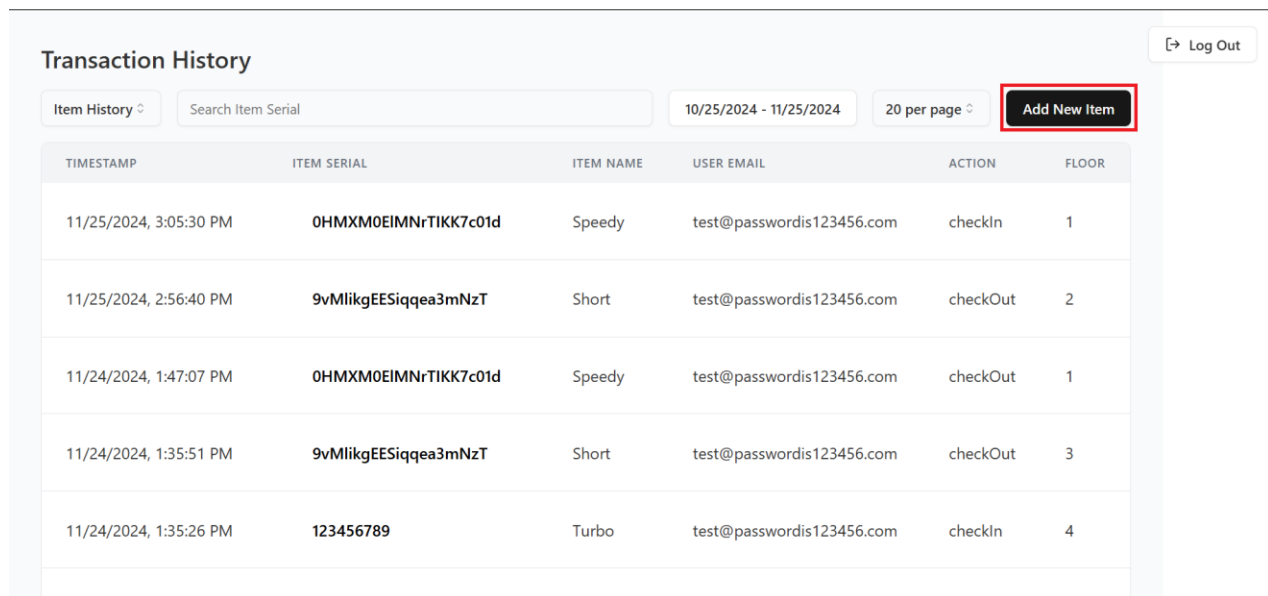 Log Out
Transaction History
Item History Search Item Serial 10/25/2024 - 11/25/2024 20 per page Add New Item
TIMESTAMP ITEM SERIAL ITEM NAME USER EMAIL ACTION FLOOR
11/25/2024, 3:05:30 PM 0HMXM0ElMNrTIKK7c01d Speedy test@passwordis123456.com checkIn 1
11/25/2024, 2:56:40 PM 9vMlikgEESiqqea3mNzT Short test@passwordis123456.com checkOut 2
11/24/2024, 1:47:07 PM 0HMXM0ElMNrTIKK7c01d Speedy test@passwordis123456.com checkOut 1
11/24/2024, 1:35:51 PM 9vMlikgEESiqqea3mNzT Short test@passwordis123456.com checkOut 3
11/24/2024, 1:35:26 PM 123456789 Turbo test@passwordis123456.com checkIn 4